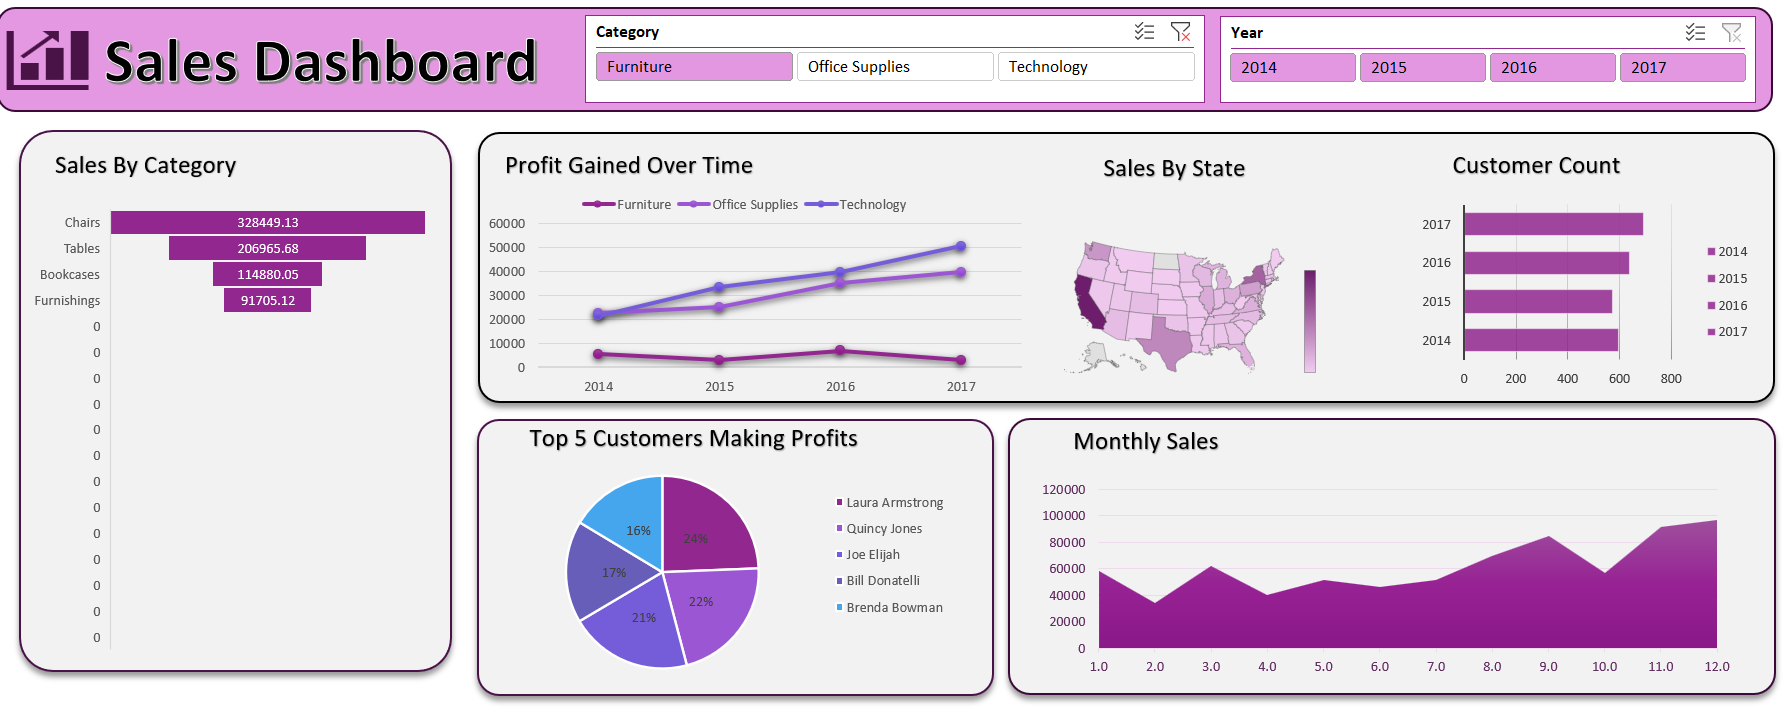 Sales Dashboard
Category
Furniture
Office Supplies
Technology
Year
2014
2015
2016
2017
Sales By Category
Chairs 328449.13
Tables 206965.68
Bookcases 114880.05
Furnishings 91705.12
0
0
0
0
0
0
0
0
0
0
0
0
0
Profit Gained Over Time
Furniture Office Supplies Technology
60000
50000
40000
30000
20000
10000
0
2014 2015 2016 2017
Sales By State
Customer Count
2017
2016
2015
2014
0 200 400 600 800
2014
2015
2016
2017
Top 5 Customers Making Profits
24%
22%
21%
17%
16%
Laura Armstrong
Quincy Jones
Joe Elijah
Bill Donatelli
Brenda Bowman
Monthly Sales
120000
100000
80000
60000
40000
20000
0
1.0 2.0 3.0 4.0 5.0 6.0 7.0 8.0 9.0 10.0 11.0 12.0